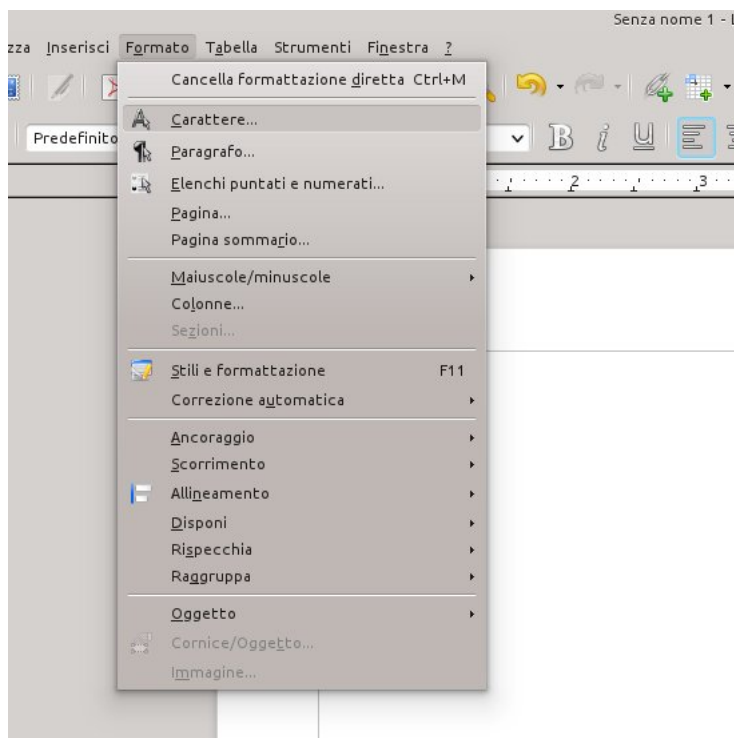 Senza nome 1 - L
zza Inserisci Formato Tabella Strumenti Finestra ?
Cancella formattazione diretta Ctrl+M
Predefinito
Carattere...
Paragrafo...
Elenchi puntati e numerati...
2 3
Pagina...
Pagina sommario...
Maiuscole/minuscole
Colonne...
Sezioni...
Stili e formattazione F11
Correzione automatica
Ancoraggio
Scorrimento
Allineamento
Disponi
Rispecchia
Raggruppa
Oggetto
Cornice/Oggetto...
Immagine...